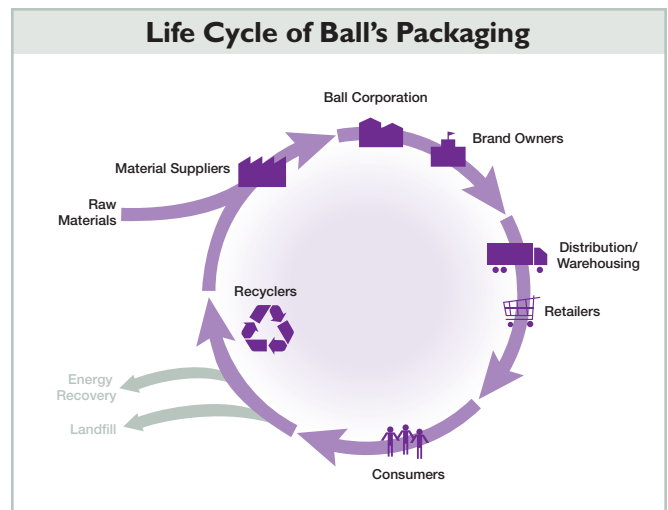 Life Cycle of Ball's Packaging
Ball Corporation
Brand Owners
Material Suppliers
Raw
Materials
Distribution/
Warehousing
Recyclers
Retailers
Energy
Recovery
Landfill
Consumers